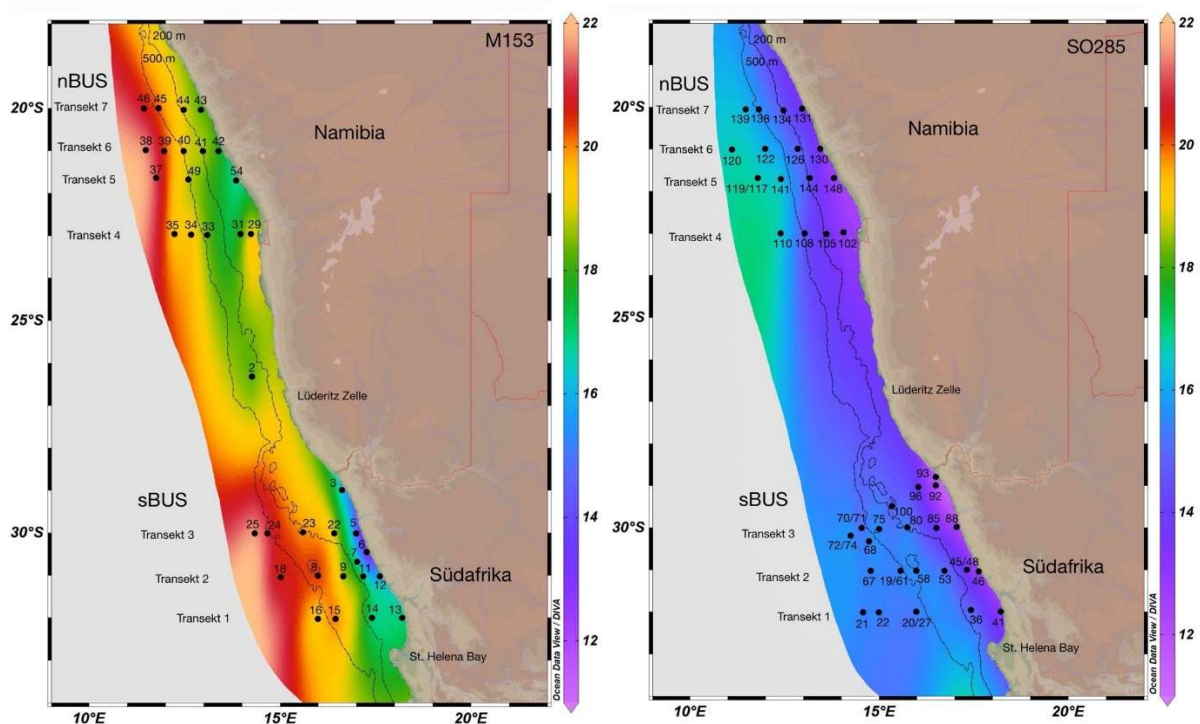 M153
200 m
500 m
nBUS
20°S
Transekt 7
46 45 44 43
Namibia
Transekt 6
38 39 40 41 42
Transekt 5
37 49 54
Transekt 4
35 34 33 31 29
25°S
2
Lüderitz Zelle
sBUS
3
30°S
Transekt 3
25 24 23 22 5
6
7
Transekt 2
18 8 9 11 12
Südafrika
Transekt 1
16 15 14 13
St. Helena Bay
10°E 15°E 20°E
22
20
18
16
14
12
Ocean Data View / DIVA
SO285
200 m
500 m
nBUS
20°S
Transekt 7
139 138 134 131
Namibia
Transekt 6
120 122 126 130
Transekt 5
119/117 141 144 148
Transekt 4
110 108 105 102
25°S
Lüderitz Zelle
sBUS
93
96 92
100
30°S
Transekt 3
70/71 75 80 85 88
72/74 68
Transekt 2
67 19/61 58 53 45/48 46
Südafrika
Transekt 1
21 22 20/27 36 41
St. Helena Bay
10°E 15°E 20°E
22
20
18
16
14
12
Ocean Data View / DIVA